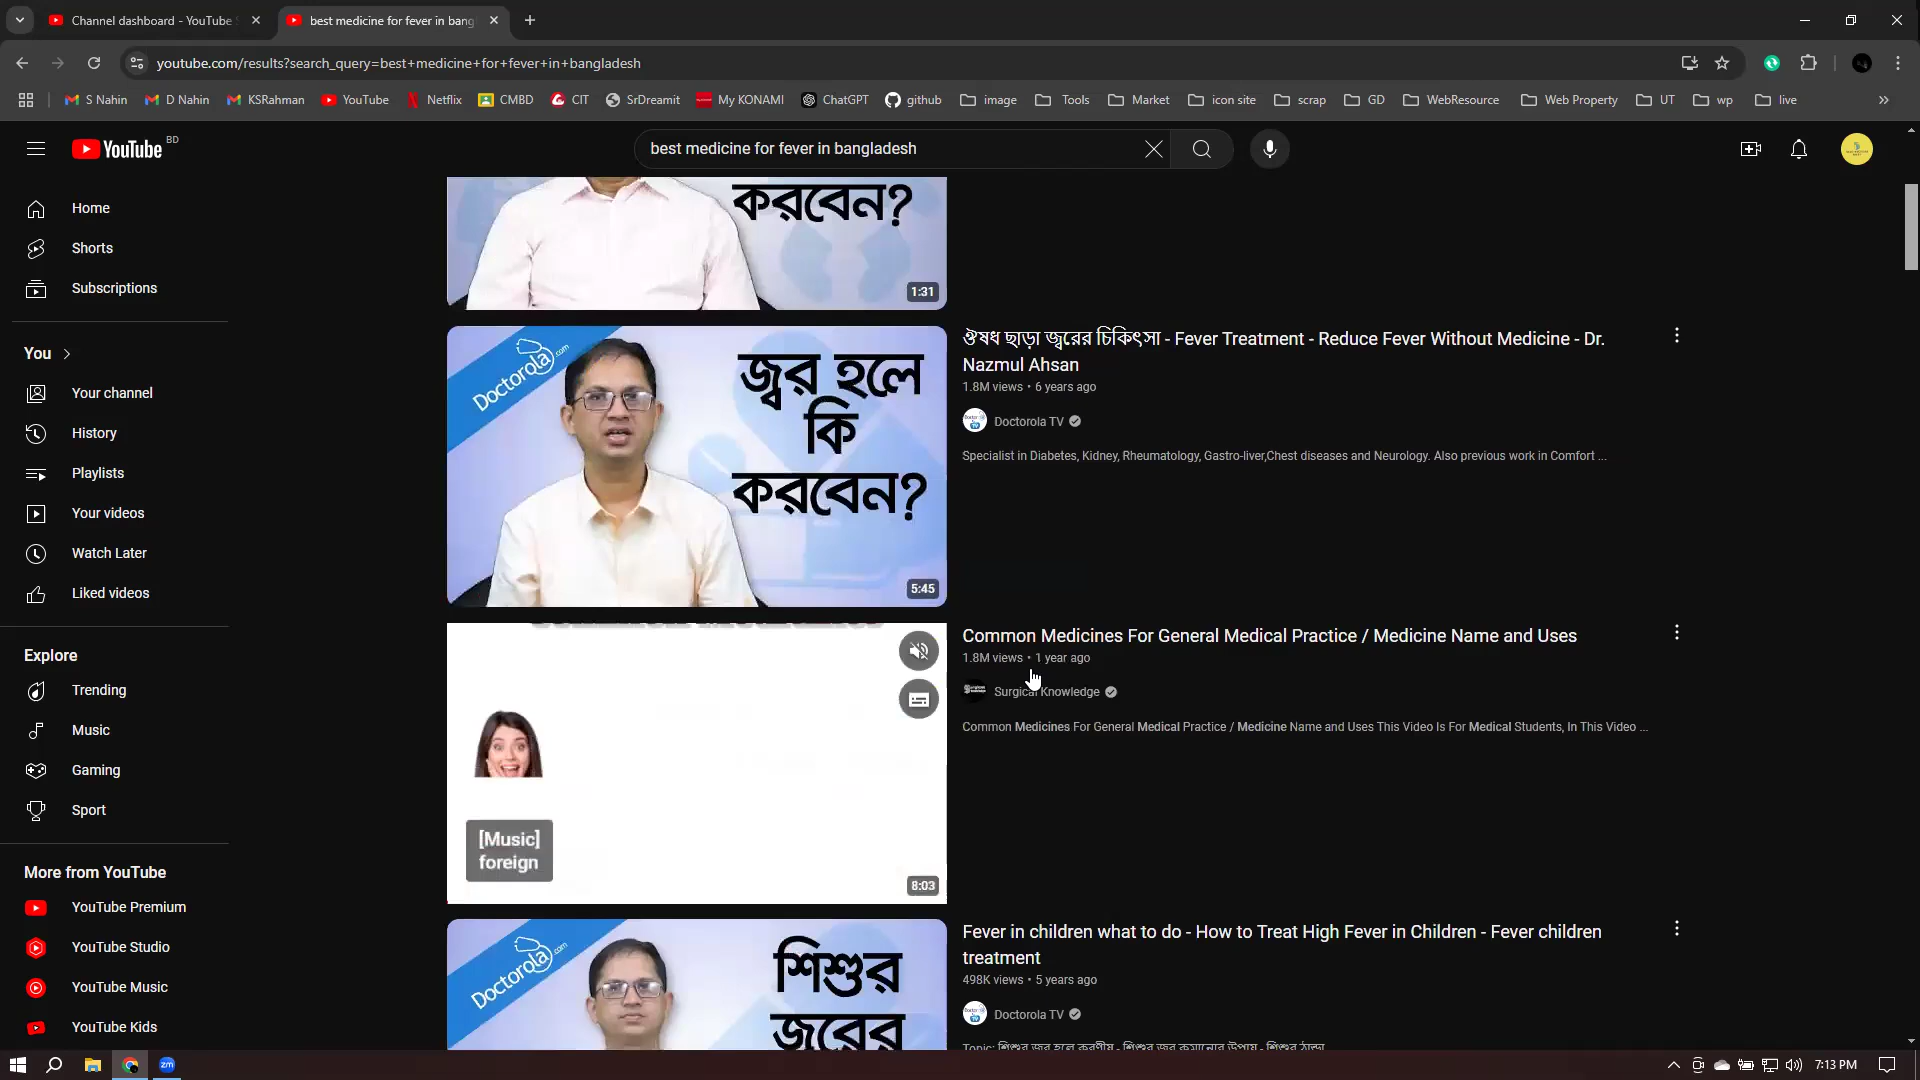 Channel dashboard - YouTube
best medicine for fever in bang
youtube.com/results?search_query=best+medicine+for+fever+in+bangladesh
S Nahin
D Nahin
KSRahman
YouTube
Netflix
CMBD
CIT
SrDreamit
My KONAMI
ChatGPT
github
image
Tools
Market
icon site
scrap
GD
WebResource
Web Property
UT
wp
live
YouTube BD
best medicine for fever in bangladesh
Home
Shorts
Subscriptions
You
Your channel
History
Playlists
Your videos
Watch Later
Liked videos
Explore
Trending
Music
Gaming
Sport
More from YouTube
YouTube Premium
YouTube Studio
YouTube Music
YouTube Kids
করবেন?
1:31
Doctorola.com
জ্বর হলে
কি
করবেন?
5:45
ঔষধ ছাড়া জ্বরের চিকিৎসা - Fever Treatment - Reduce Fever Without Medicine - Dr.
Nazmul Ahsan
1.8M views • 6 years ago
Doctorola TV
Specialist in Diabetes, Kidney, Rheumatology, Gastro-liver,Chest diseases and Neurology. Also previous work in Comfort ...
[Music]
foreign
8:03
Common Medicines For General Medical Practice / Medicine Name and Uses
1.8M views • 1 year ago
Surgical Knowledge
Common Medicines For General Medical Practice / Medicine Name and Uses This Video Is For Medical Students, In This Video ...
Doctorola.com
শিশুর
জ্বরের
Fever in children what to do - How to Treat High Fever in Children - Fever children
treatment
498K views • 5 years ago
Doctorola TV
Topic: শিশুর জ্বর হলে করণীয় - শিশুর জ্বর কমানোর উপায় - শিশুর ঠান্ডা
zm
7:13 PM